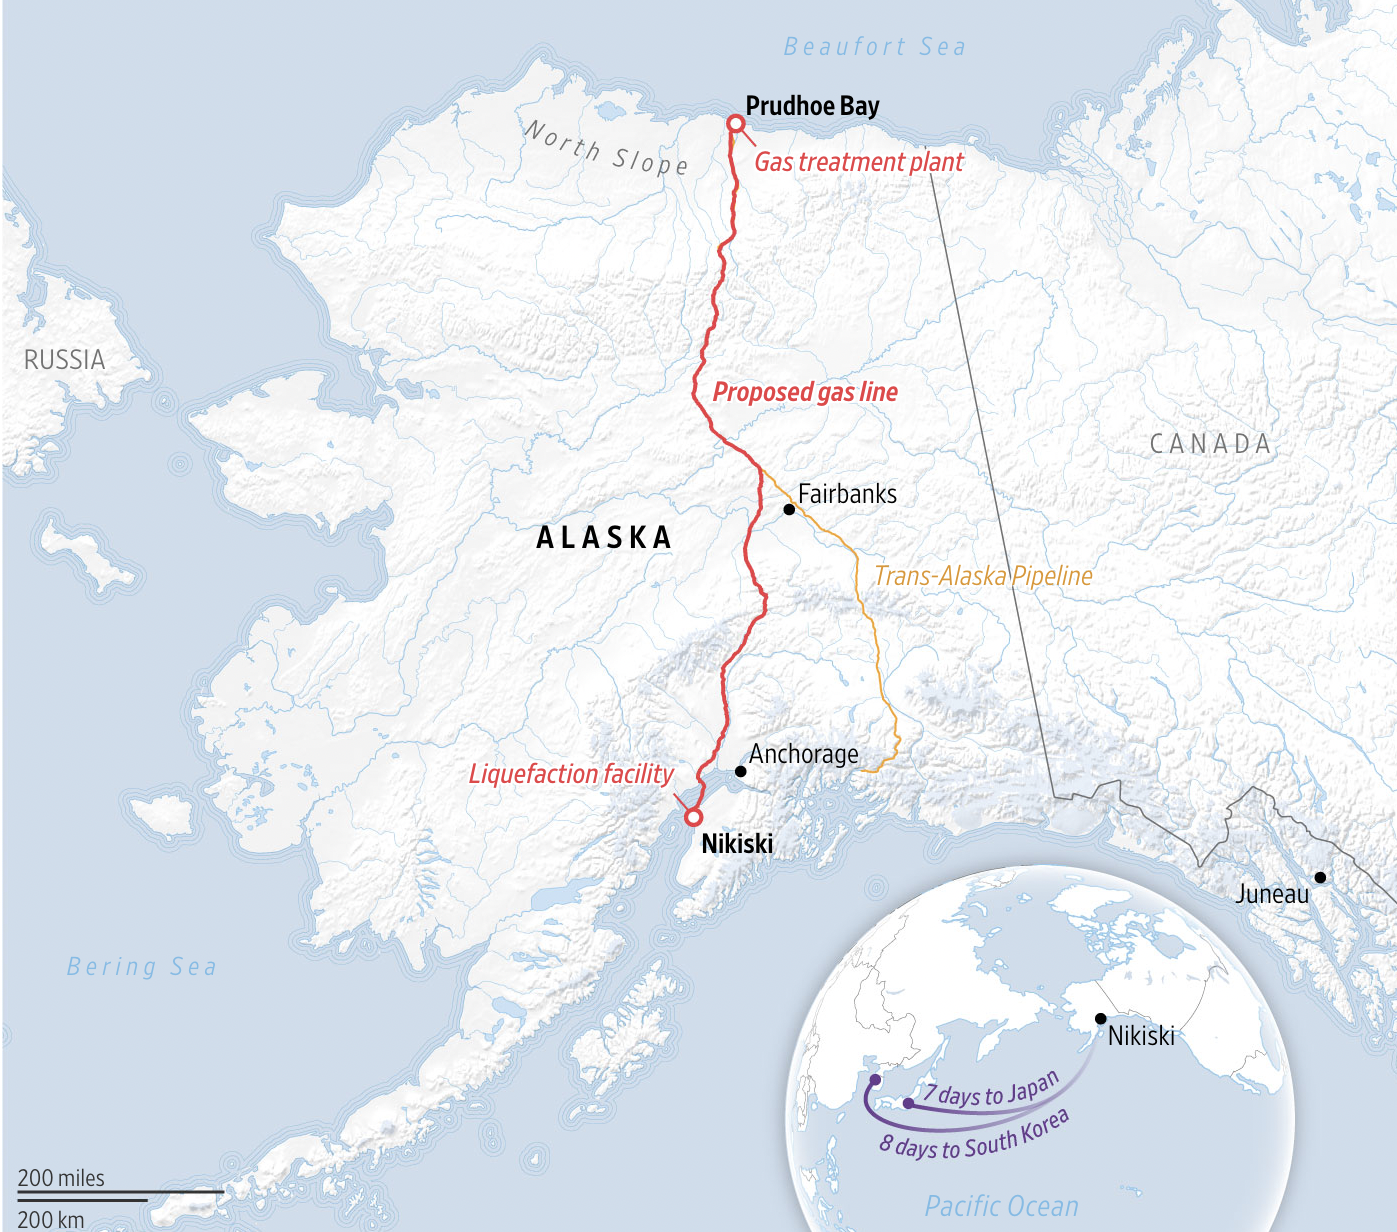 Beaufort Sea
Prudhoe Bay
North Slope
Gas treatment plant
RUSSIA
Proposed gas line
CANADA
Fairbanks
ALASKA
Trans-Alaska Pipeline
Anchorage
Liquefaction facility
Nikiski
Juneau
Bering Sea
Nikiski
7 days to Japan
8 days to South Korea
200 miles
200 km
Pacific Ocean